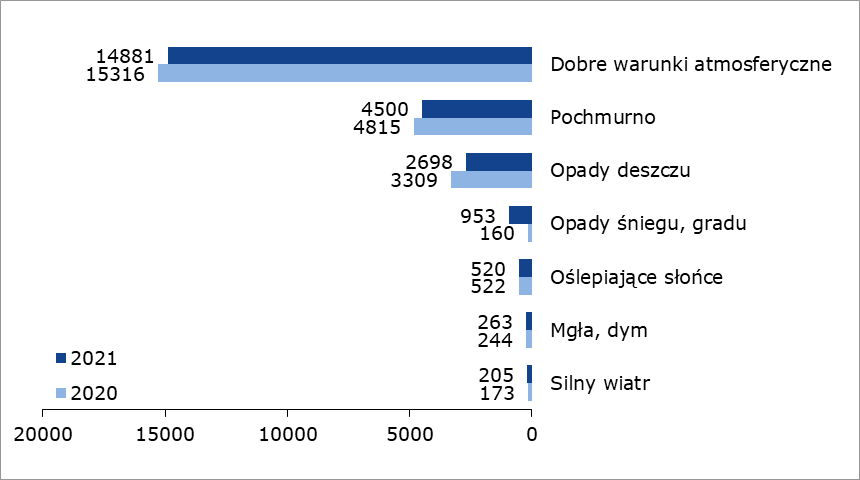 14881
15316
Dobre warunki atmosferyczne
4500
4815
Pochmurno
2698
3309
Opady deszczu
953
160
Opady śniegu, gradu
520
522
Oślepiające słońce
263
244
Mgła, dym
205
173
Silny wiatr
2021
2020
20000 15000 10000 5000 0